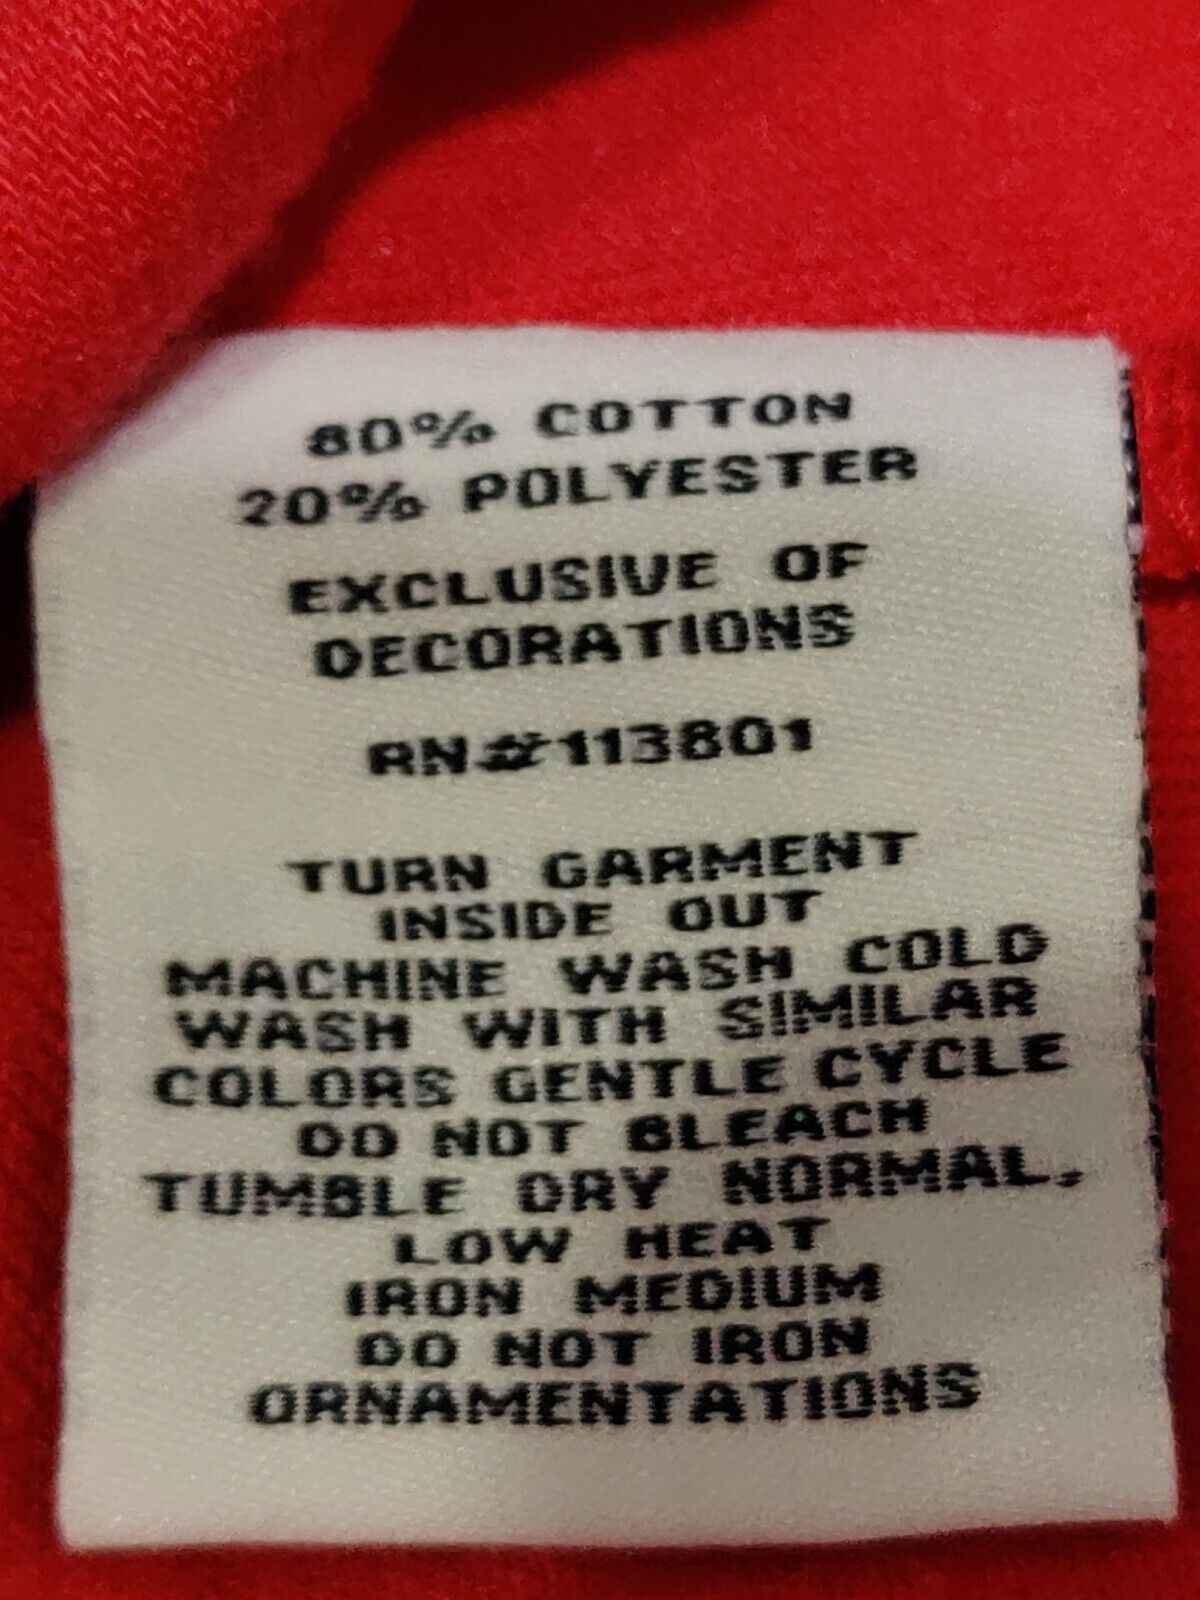 80% COTTON
20% POLYESTER
EXCLUSIVE OF
DECORATIONS
RN#113801
TURN GARMENT
INSIDE OUT
MACHINE WASH COLD
WASH WITH SIMILAR
COLORS GENTLE CYCLE
DO NOT BLEACH
TUMBLE DRY NORMAL,
LOW HEAT
IRON MEDIUM
DO NOT IRON
ORNAMENTATIONS